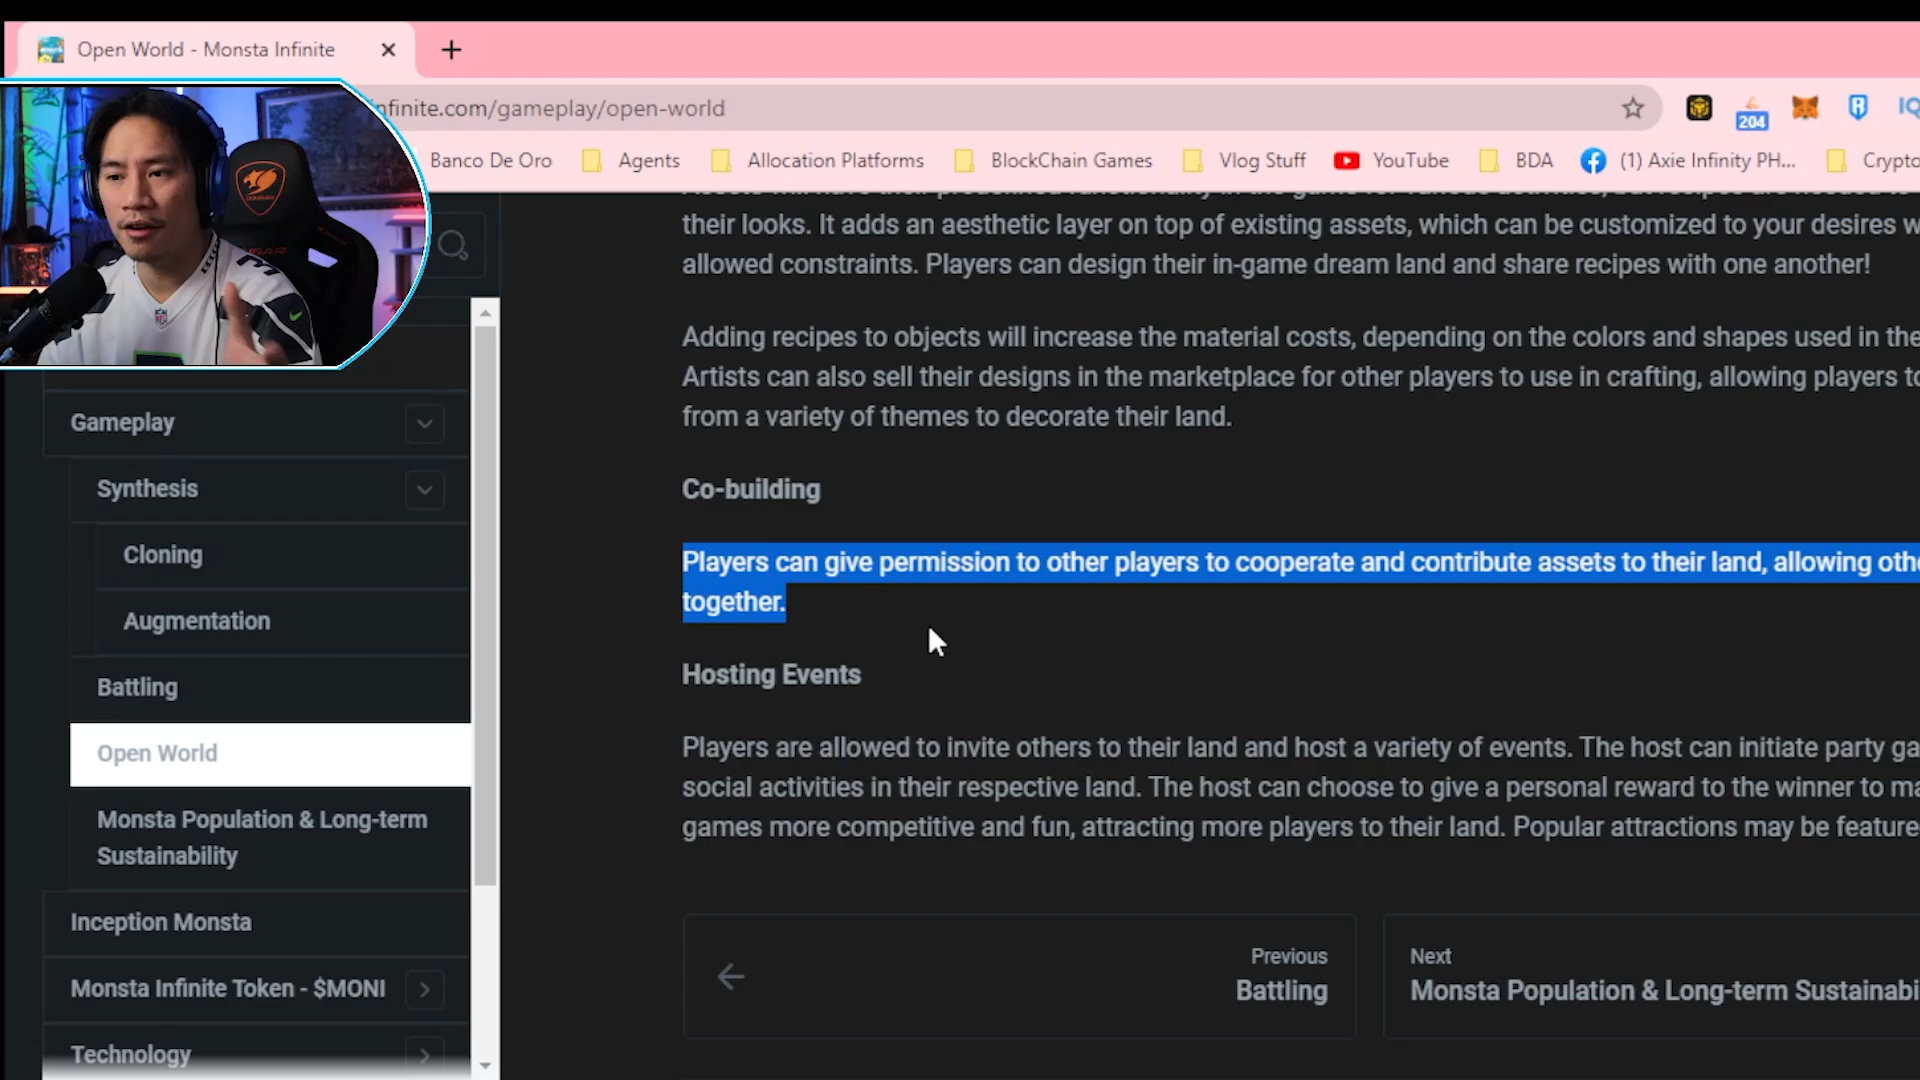 Open World - Monsta Infinite
nfinite.com/gameplay/open-world
204
Banco De Oro
Agents
Allocation Platforms
BlockChain Games
Vlog Stuff
YouTube
BDA
(1) Axie Infinity PH...
Crypto
their looks. It adds an aesthetic layer on top of existing assets, which can be customized to your desires
allowed constraints. Players can design their in-game dream land and share recipes with one another!
Adding recipes to objects will increase the material costs, depending on the colors and shapes used in the
Artists can also sell their designs in the marketplace for other players to use in crafting, allowing players
from a variety of themes to decorate their land.
Co-building
Players can give permission to other players to cooperate and contribute assets to their land, allowing
together.
Hosting Events
Players are allowed to invite others to their land and host a variety of events. The host can initiate party
social activities in their respective land. The host can choose to give a personal reward to the winner to
games more competitive and fun, attracting more players to their land. Popular attractions may be
Gameplay
Synthesis
Cloning
Augmentation
Battling
Open World
Monsta Population & Long-term
Sustainability
Inception Monsta
Monsta Infinite Token - $MONI
Technology
Previous
Battling
Next
Monsta Population & Long-term Sustainabi